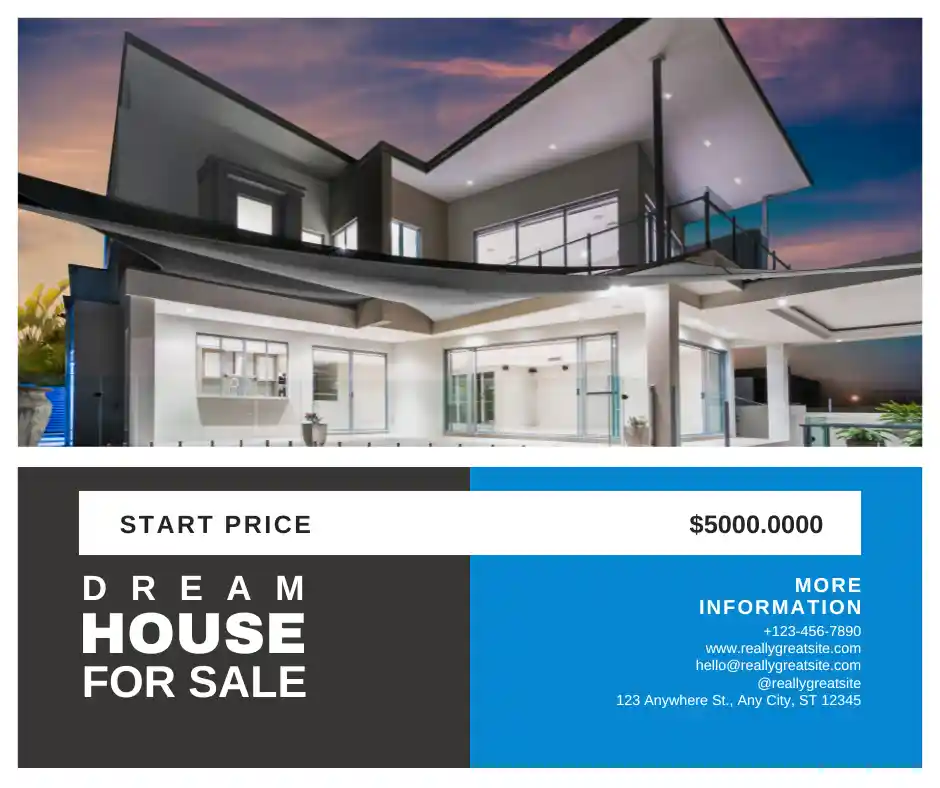 START PRICE
$5000.0000
DREAM
HOUSE
FOR SALE
MORE
INFORMATION
+123-456-7890
www.reallygreatsite.com
hello@reallygreatsite.com
@reallygreatsite
123 Anywhere St., Any City, ST 12345